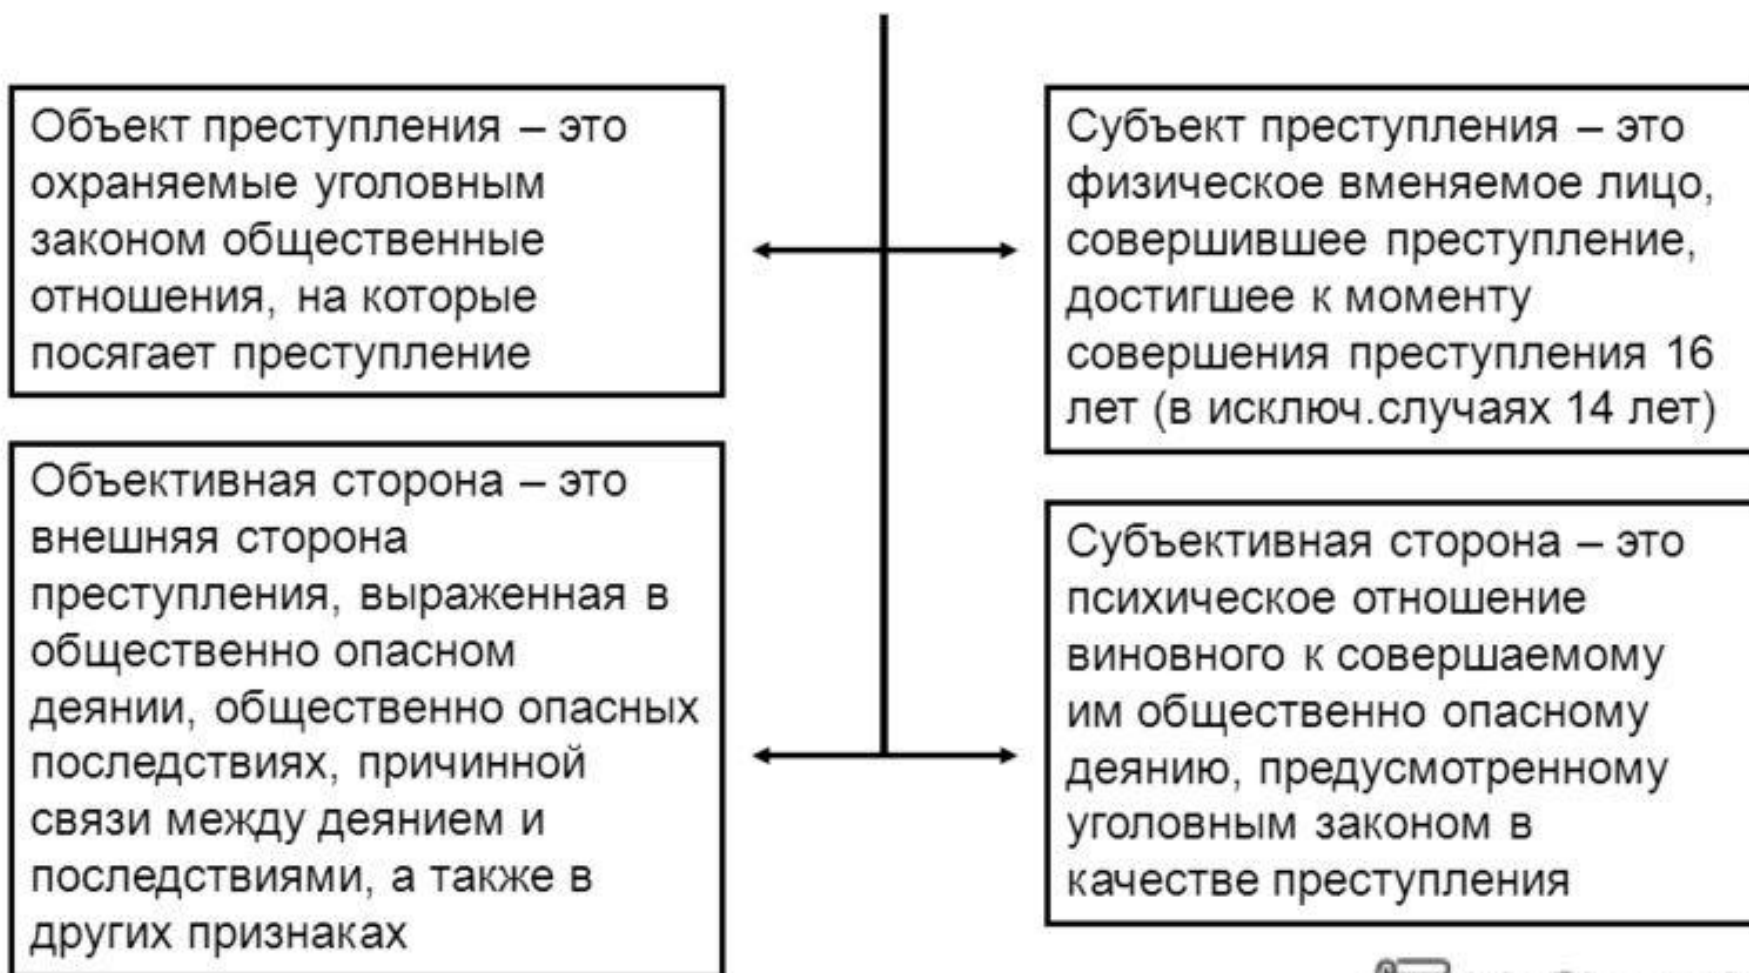 Объект преступления – это
охраняемые уголовным
законом общественные
отношения, на которые
посягает преступление
Объективная сторона – это
внешняя сторона
преступления, выраженная в
общественно опасном
деянии, общественно опасных
последствиях, причинной
связи между деянием и
последствиями, а также в
других признаках
Субъект преступления – это
физическое вменяемое лицо,
совершившее преступление,
достигшее к моменту
совершения преступления 16
лет (в исключ.случаях 14 лет)
Субъективная сторона – это
психическое отношение
виновного к совершаемому
им общественно опасному
деянию, предусмотренному
уголовным законом в
качестве преступления